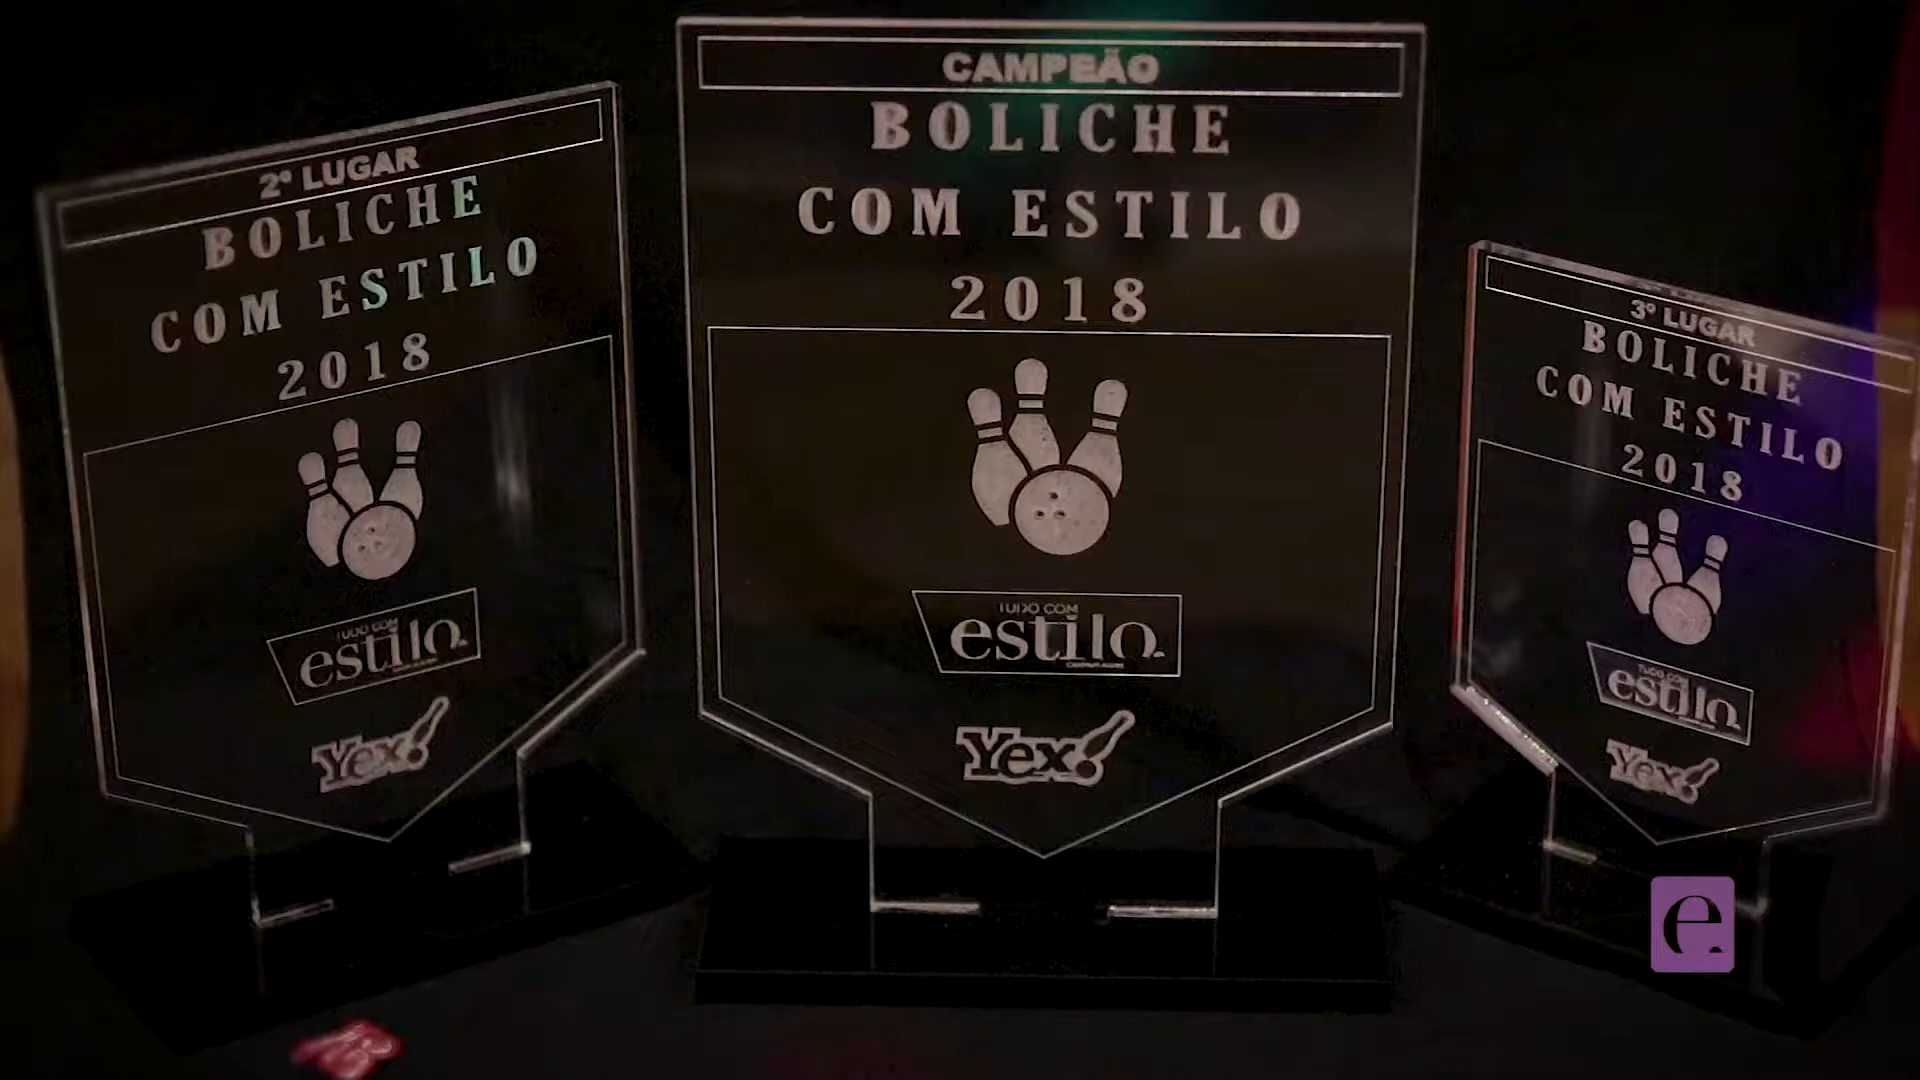 2º LUGAR
BOLICHE
COM ESTILO
2018
TUDO COM
estilo.
Yex!
CAMPEÃO
BOLICHE
COM ESTILO
2018
TUDO COM
estilo.
Yex!
3º LUGAR
BOLICHE
COM ESTILO
2018
TUDO COM
estilo.
Yex!
e.